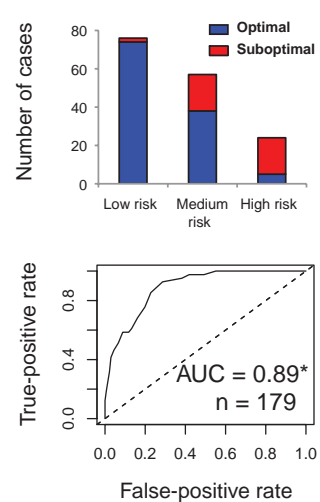 Number of cases
80
60
40
20
0
Optimal
Suboptimal
Low risk
Medium
risk
High risk
True-positive rate
0.8
0.4
0.0
AUC = 0.89*
n = 179
0.0 0.2 0.4 0.6 0.8 1.0
False-positive rate